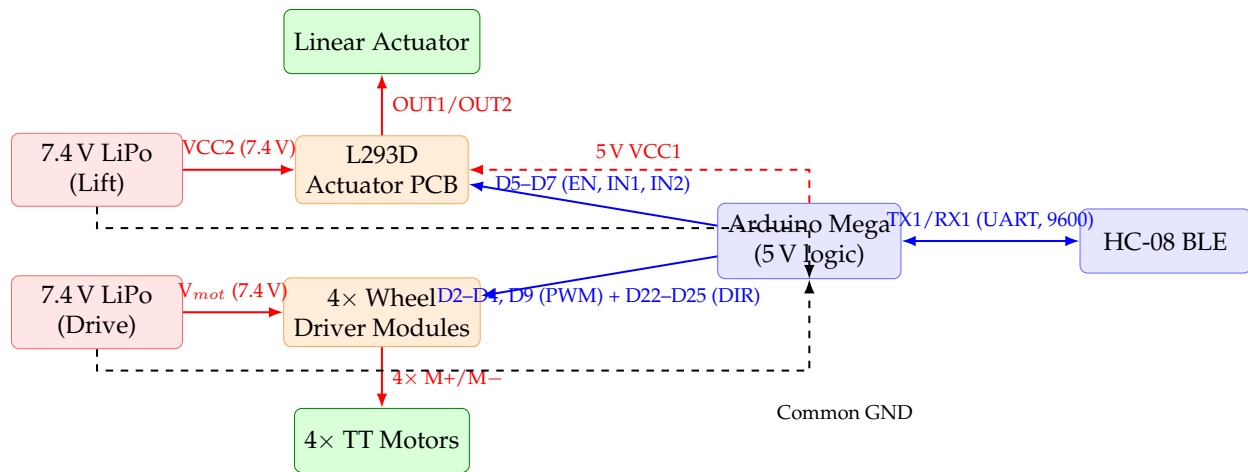 Linear Actuator
OUT1/OUT2
7.4 V LiPo
(Lift)
VCC2 (7.4 V)
L293D
Actuator PCB
5 V VCC1
D5–D7 (EN, IN1, IN2)
Arduino Mega
(5 V logic)
TX1/RX1 (UART, 9600)
HC-08 BLE
7.4 V LiPo
(Drive)
Vmot (7.4 V)
4× Wheel
Driver Modules
D2–D4, D9 (PWM) + D22–D25 (DIR)
4× M+/M−
Common GND
4× TT Motors